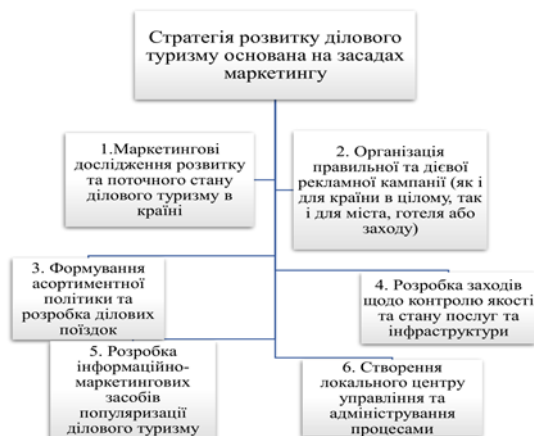 Стратегія розвитку ділового
туризму основана на засадах
маркетингу
1.Маркетингові
дослідження розвитку
та поточного стану
ділового туризму в
країні
2. Організація
правильної та дієвої
рекламної кампанії (як і
для країни в цілому, так
і для міста, готеля або
заходу)
3. Формування
асортиментної
політики та
розробка ділових
поїздок
4. Розробка заходів
щодо контролю якості
та стану послуг та
інфраструктури
5. Розробка
інформаційно-
маркетингових
засобів
популяризації
ділового туризму
6. Створення
локального центру
управління та
адміністрування
процесами